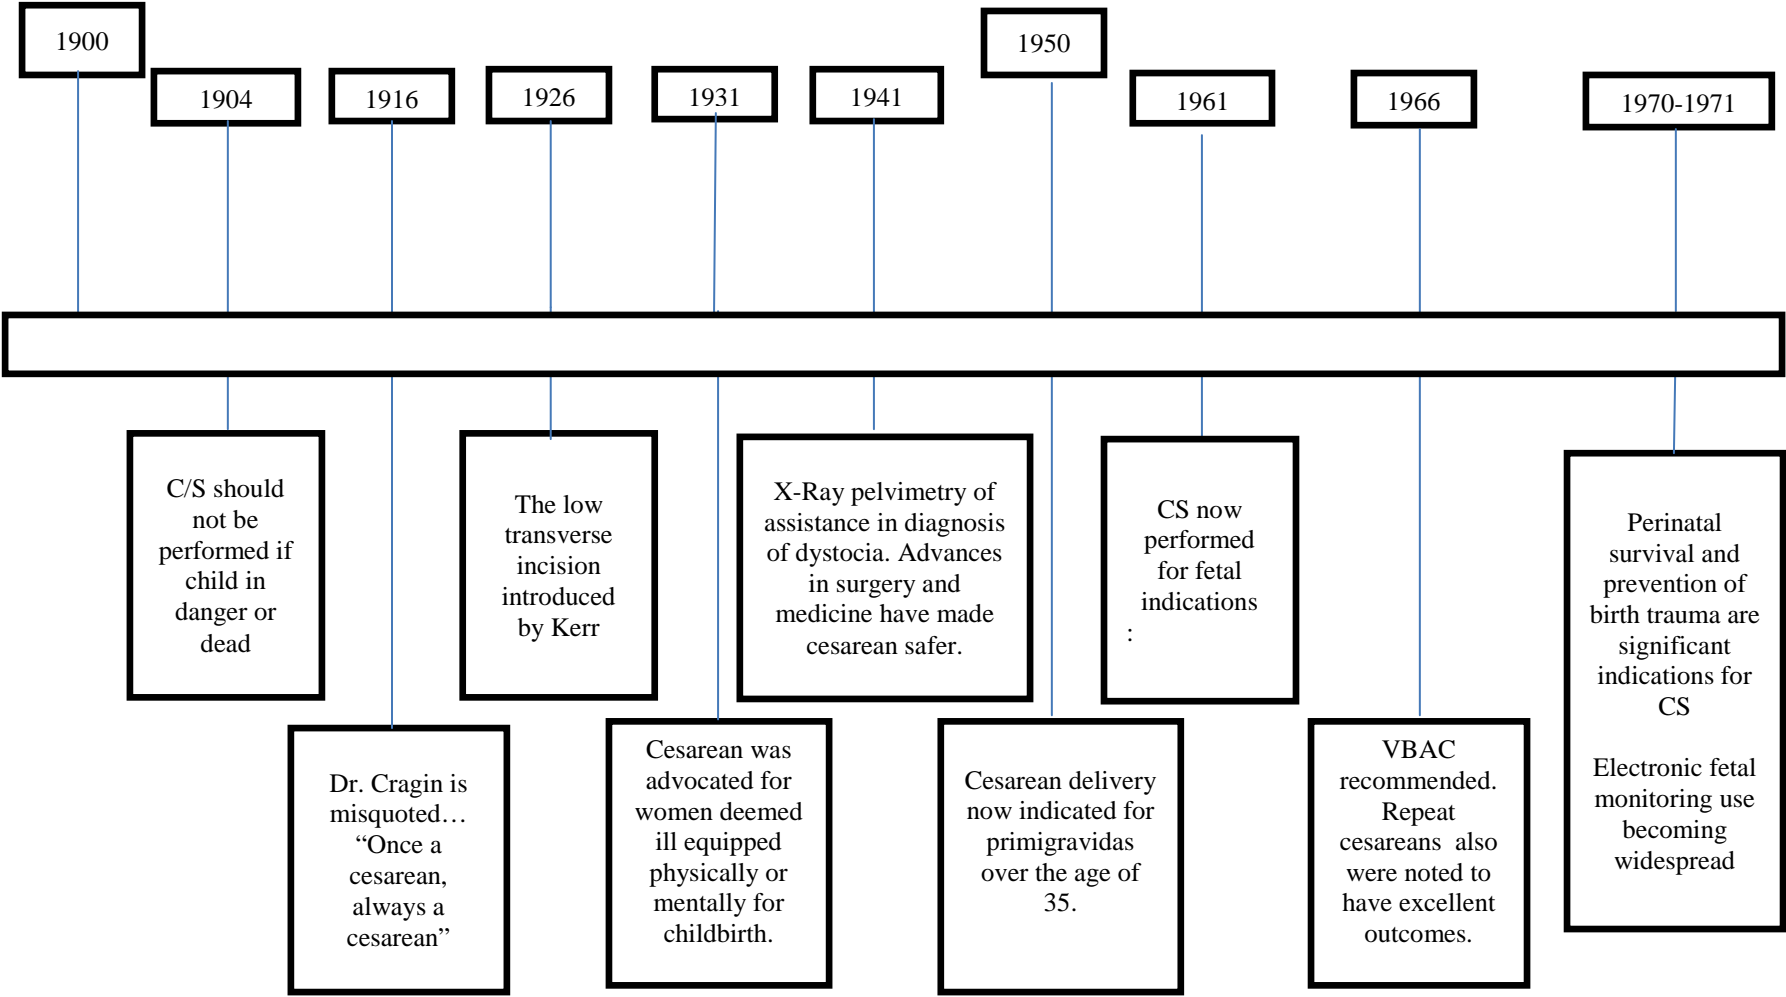 1900
1904
1916
1926
1931
1941
1950
1961
1966
1970-1971
C/S should
not be
performed if
child in
danger or
dead
Dr. Cragin is
misquoted…
“Once a
cesarean,
always a
cesarean”
The low
transverse
incision
introduced
by Kerr
Cesarean was
advocated for
women deemed
ill equipped
physically or
mentally for
childbirth.
X-Ray pelvimetry of
assistance in diagnosis
of dystocia. Advances
in surgery and
medicine have made
cesarean safer.
Cesarean delivery
now indicated for
primigravidas
over the age of
35.
CS now
performed
for fetal
indications
:
VBAC
recommended.
Repeat
cesareans also
were noted to
have excellent
outcomes.
Perinatal
survival and
prevention of
birth trauma are
significant
indications for
CS
Electronic fetal
monitoring use
becoming
widespread